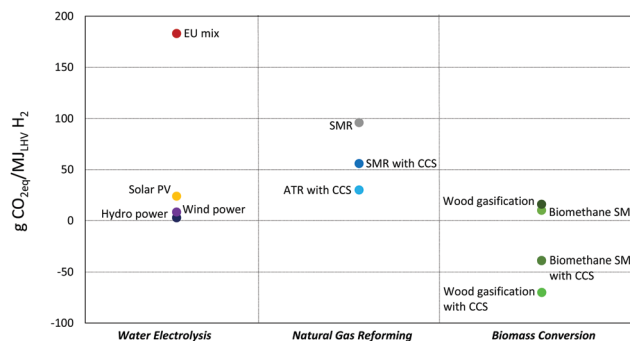 200
150
100
50
0
-50
-100
g CO2eq/MJLHV H2
EU mix
Solar PV
Hydro power
Wind power
SMR
SMR with CCS
ATR with CCS
Wood gasification
Biomethane SM
Biomethane SM
with CCS
Wood gasification
with CCS
Water Electrolysis
Natural Gas Reforming
Biomass Conversion